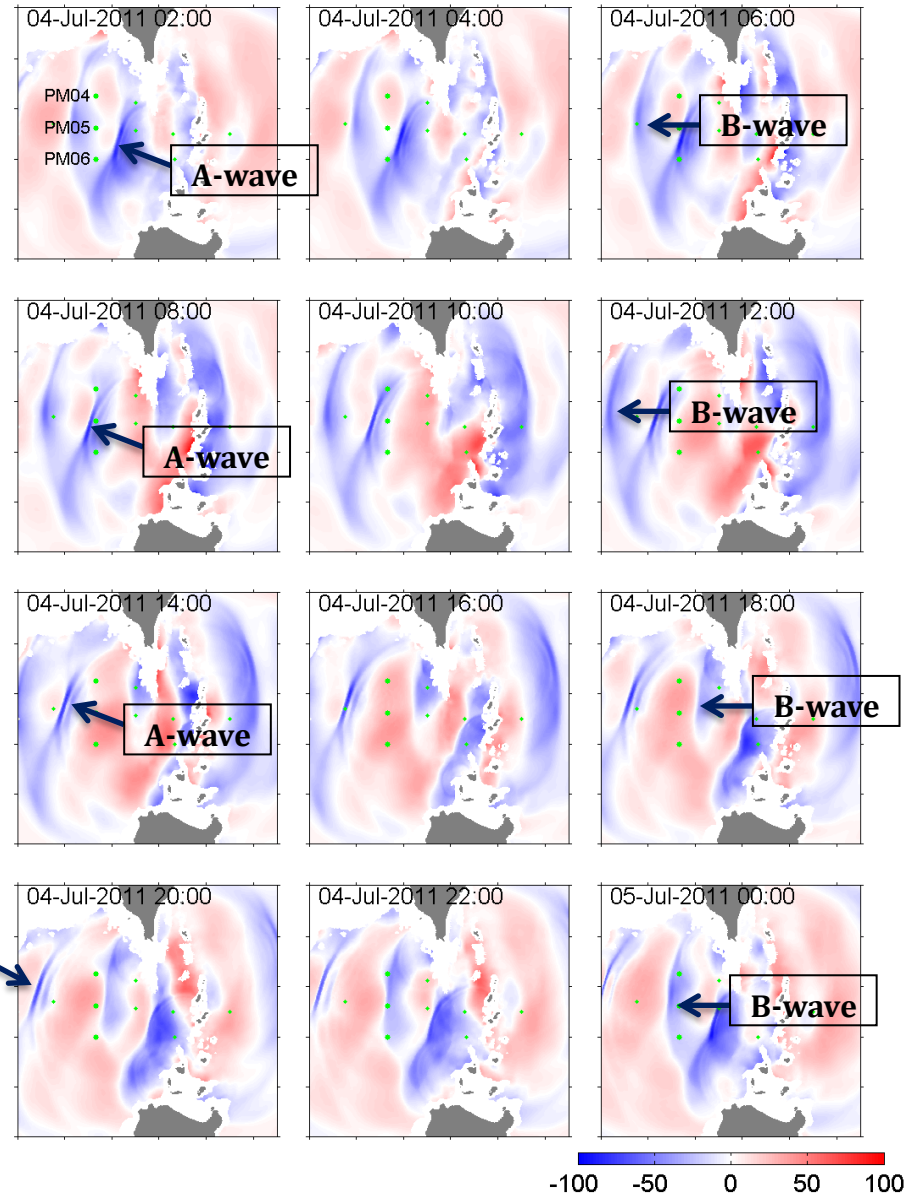 04-Jul-2011 02:00
04-Jul-2011 04:00
04-Jul-2011 06:00
PM04
PM05
PM06
A-wave
B-wave
04-Jul-2011 08:00
04-Jul-2011 10:00
04-Jul-2011 12:00
A-wave
B-wave
04-Jul-2011 14:00
04-Jul-2011 16:00
04-Jul-2011 18:00
A-wave
B-wave
04-Jul-2011 20:00
04-Jul-2011 22:00
05-Jul-2011 00:00
B-wave
-100 -50 0 50 100